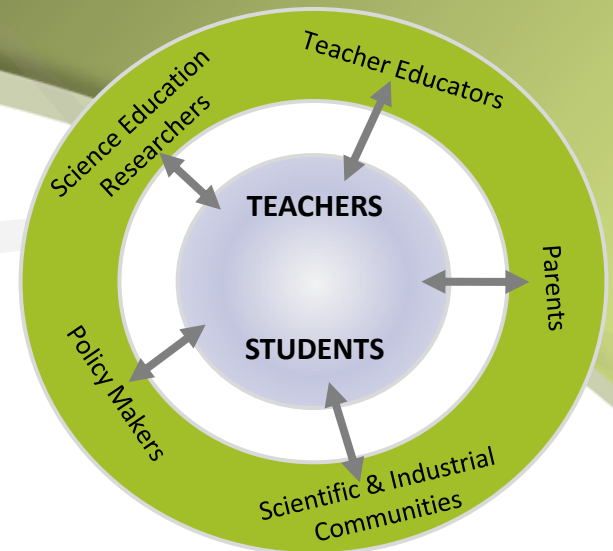 Teacher Educators
Science Education
Researchers
TEACHERS
Parents
STUDENTS
Policy Makers
Scientific & Industrial
Communities